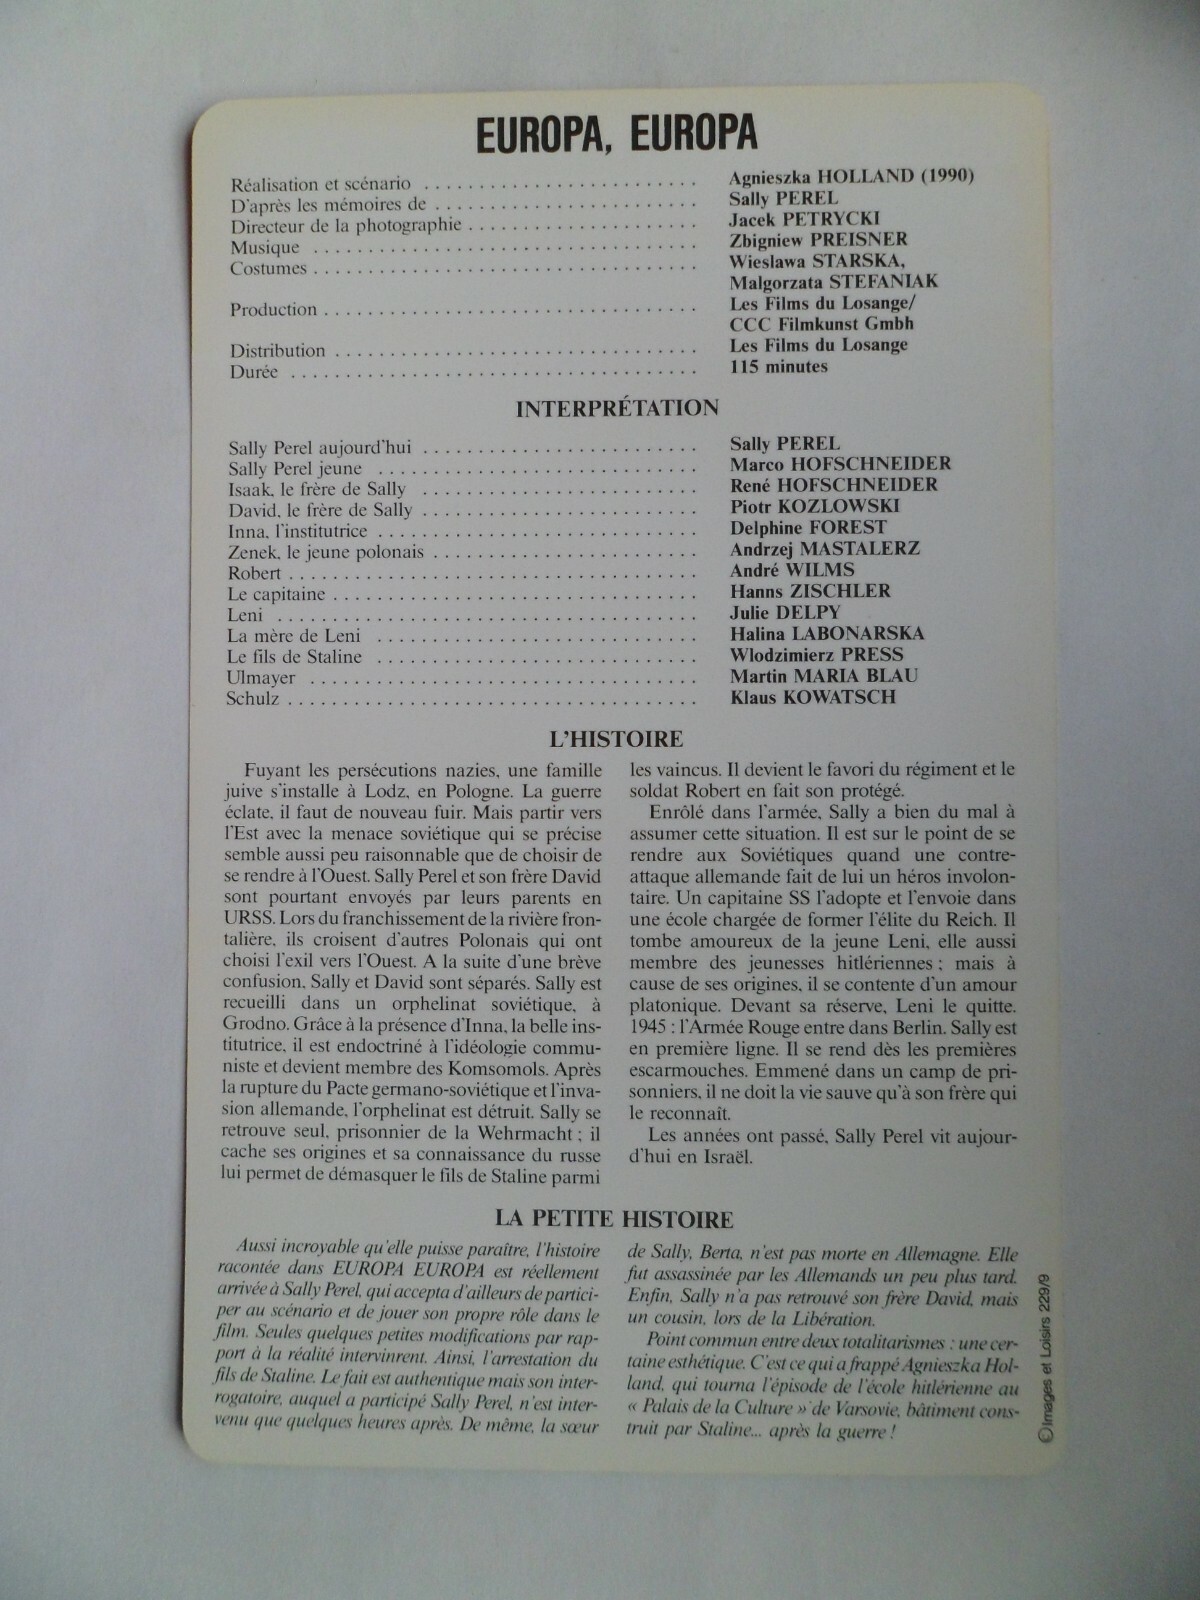 EUROPA, EUROPA
Réalisation et scénario . . . . . . . . . . . . . . . . . . . . . . . . . Agnieszka HOLLAND (1990)
D'après les mémoires de . . . . . . . . . . . . . . . . . . . . . . . . Sally PEREL
Directeur de la photographie . . . . . . . . . . . . . . . . . . . . . Jacek PETRYCKI
Musique . . . . . . . . . . . . . . . . . . . . . . . . . . . . . . . . . . . Zbigniew PREISNER
Costumes . . . . . . . . . . . . . . . . . . . . . . . . . . . . . . . . . . . Wieslawa STARSKA,
Malgorzata STEFANIAK
Production . . . . . . . . . . . . . . . . . . . . . . . . . . . . . . . . . . Les Films du Losange/
CCC Filmkunst Gmbh
Distribution . . . . . . . . . . . . . . . . . . . . . . . . . . . . . . . . . Les Films du Losange
Durée . . . . . . . . . . . . . . . . . . . . . . . . . . . . . . . . . . . . . 115 minutes
INTERPRÉTATION
Sally Perel aujourd'hui . . . . . . . . . . . . . . . . . . . . . . . . . Sally PEREL
Sally Perel jeune . . . . . . . . . . . . . . . . . . . . . . . . . . . . . Marco HOFSCHNEIDER
Isaak, le frère de Sally . . . . . . . . . . . . . . . . . . . . . . . . . René HOFSCHNEIDER
David, le frère de Sally . . . . . . . . . . . . . . . . . . . . . . . . . Piotr KOZLOWSKI
Inna, l'institutrice . . . . . . . . . . . . . . . . . . . . . . . . . . . . . Delphine FOREST
Zenek, le jeune polonais . . . . . . . . . . . . . . . . . . . . . . . . Andrzej MASTALERZ
Robert . . . . . . . . . . . . . . . . . . . . . . . . . . . . . . . . . . . . . André WILMS
Le capitaine . . . . . . . . . . . . . . . . . . . . . . . . . . . . . . . . . Hanns ZISCHLER
Leni . . . . . . . . . . . . . . . . . . . . . . . . . . . . . . . . . . . . . . Julie DELPY
La mère de Leni . . . . . . . . . . . . . . . . . . . . . . . . . . . . . Halina LABONARSKA
Le fils de Staline . . . . . . . . . . . . . . . . . . . . . . . . . . . . . Wlodzimierz PRESS
Ulmayer . . . . . . . . . . . . . . . . . . . . . . . . . . . . . . . . . . . Martin MARIA BLAU
Schulz . . . . . . . . . . . . . . . . . . . . . . . . . . . . . . . . . . . . . Klaus KOWATSCH
L'HISTOIRE
Fuyant les persécutions nazies, une famille
juive s'installe à Lodz, en Pologne. La guerre
éclate, il faut de nouveau fuir. Mais partir vers
l'Est avec la menace soviétique qui se précise
semble aussi peu raisonnable que de choisir de
se rendre à l'Ouest. Sally Perel et son frère David
sont pourtant envoyés par leurs parents en
URSS. Lors du franchissement de la rivière fron-
talière, ils croisent d'autres Polonais qui ont
choisi l'exil vers l'Ouest. A la suite d'une brève
confusion, Sally et David sont séparés. Sally est
recueilli dans un orphelinat soviétique, à
Grodno. Grâce à la présence d'Inna, la belle ins-
titutrice, il est endoctriné à l'idéologie commu-
niste et devient membre des Komsomols. Après
la rupture du Pacte germano-soviétique et l'inva-
sion allemande, l'orphelinat est détruit. Sally se
retrouve seul, prisonnier de la Wehrmacht ; il
cache ses origines et sa connaissance du russe
lui permet de démasquer le fils de Staline parmi
les vaincus. Il devient le favori du régiment et le
soldat Robert en fait son protégé.
Enrôlé dans l'armée, Sally a bien du mal à
assumer cette situation. Il est sur le point de se
rendre aux Soviétiques quand une contre-
attaque allemande fait de lui un héros involon-
taire. Un capitaine SS l'adopte et l'envoie dans
une école chargée de former l'élite du Reich. Il
tombe amoureux de la jeune Leni, elle aussi
membre des jeunesses hitlériennes ; mais à
cause de ses origines, il se contente d'un amour
platonique. Devant sa réserve, Leni le quitte.
1945 : l'Armée Rouge entre dans Berlin. Sally est
en première ligne. Il se rend dès les premières
escarmouches. Emmené dans un camp de pri-
sonniers, il ne doit la vie sauve qu'à son frère qui
le reconnaît.
Les années ont passé, Sally Perel vit aujour-
d'hui en Israël.
LA PETITE HISTOIRE
Aussi incroyable qu'elle puisse paraître, l'histoire
racontée dans EUROPA EUROPA est réellement
arrivée à Sally Perel, qui accepta d'ailleurs de partici-
per au scénario et de jouer son propre rôle dans le
film. Seules quelques petites modifications par rap-
port à la réalité intervinrent. Ainsi, l'arrestation du
fils de Staline. Le fait est authentique mais son inter-
rogatoire, auquel a participé Sally Perel, n'est inter-
venu que quelques heures après. De même, la sœur
de Sally, Berta, n'est pas morte en Allemagne. Elle
fut assassinée par les Allemands un peu plus tard.
Enfin, Sally n'a pas retrouvé son frère David, mais
un cousin, lors de la Libération.
Point commun entre deux totalitarismes : une cer-
taine esthétique. C'est ce qui a frappé Agnieszka Hol-
land, qui tourna l'épisode de l'école hitlérienne au
« Palais de la Culture » de Varsovie, bâtiment cons-
truit par Staline... après la guerre !
© Images et Loisirs 229/9